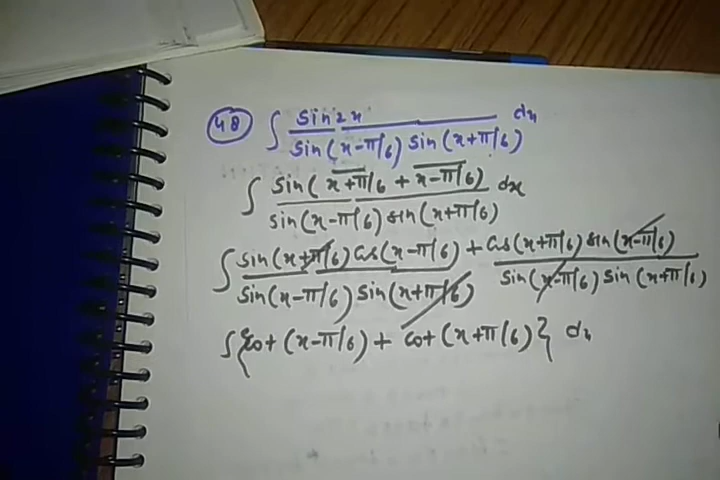 48 ∫ sin2x / sin(x-π/6) sin(x+π/6) dx
∫ sin(x+π/6 + x-π/6) / sin(x-π/6) sin(x+π/6) dx
∫ sin(x+π/6) cos(x-π/6) / sin(x-π/6) sin(x+π/6) + cos(x+π/6) sin(x-π/6) / sin(x-π/6) sin(x+π/6)
∫{cot(x-π/6) + cot(x+π/6)} dx